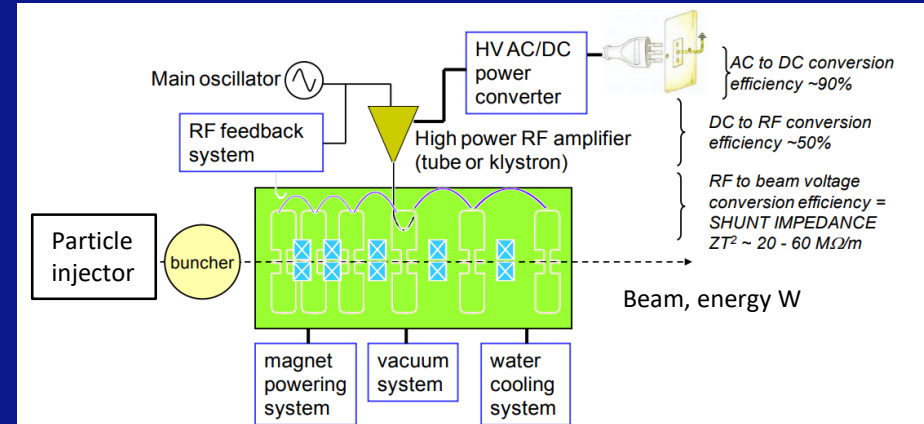 HV AC/DC
power
converter
AC to DC conversion
efficiency ~90%
Main oscillator
RF feedback
system
High power RF amplifier
(tube or klystron)
DC to RF conversion
efficiency ~50%
RF to beam voltage
conversion efficiency =
SHUNT IMPEDANCE
ZT² ~ 20 - 60 MΩ/m
Particle
injector
buncher
Beam, energy W
magnet
powering
system
vacuum
system
water
cooling
system